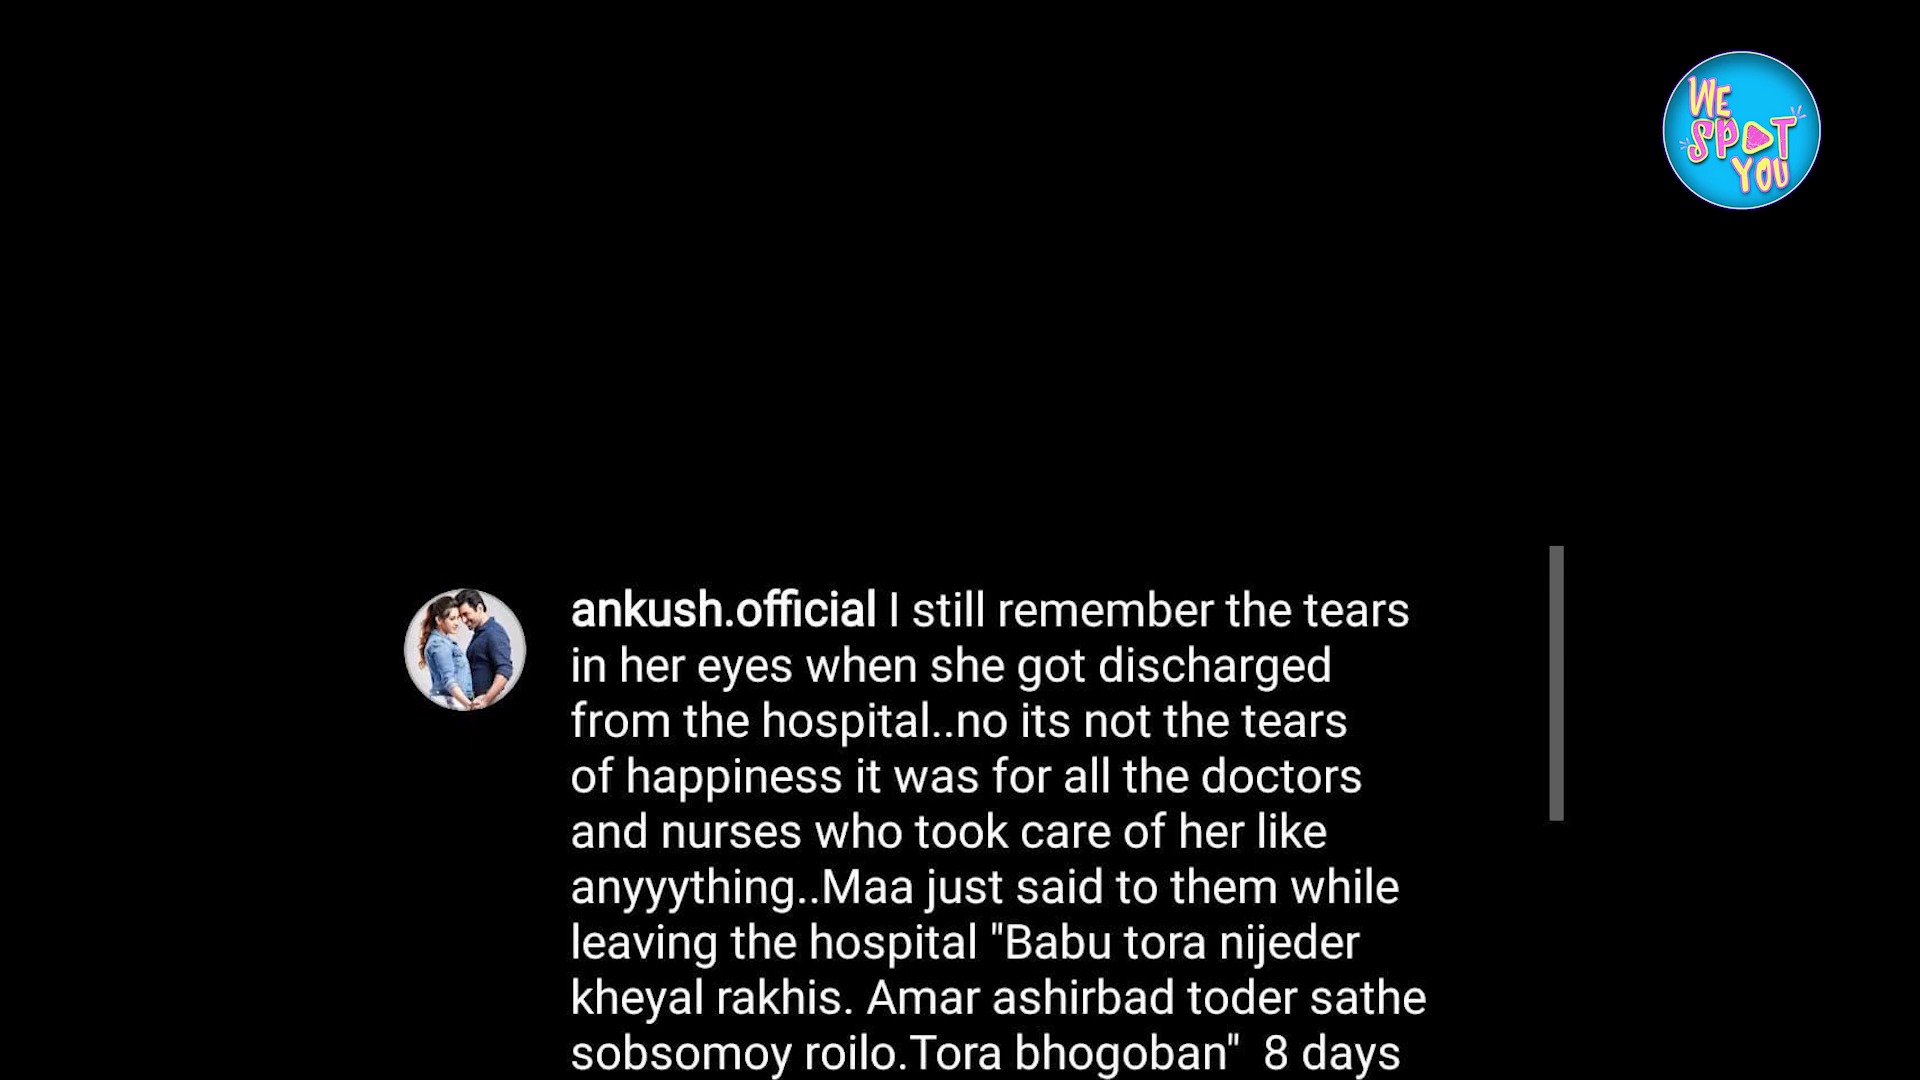 WE
SPOT
YOU
ankush.official I still remember the tears
in her eyes when she got discharged
from the hospital..no its not the tears
of happiness it was for all the doctors
and nurses who took care of her like
anyyything..Maa just said to them while
leaving the hospital "Babu tora nijeder
kheyal rakhis. Amar ashirbad toder sathe
sobsomoy roilo.Tora bhogoban"  8 days